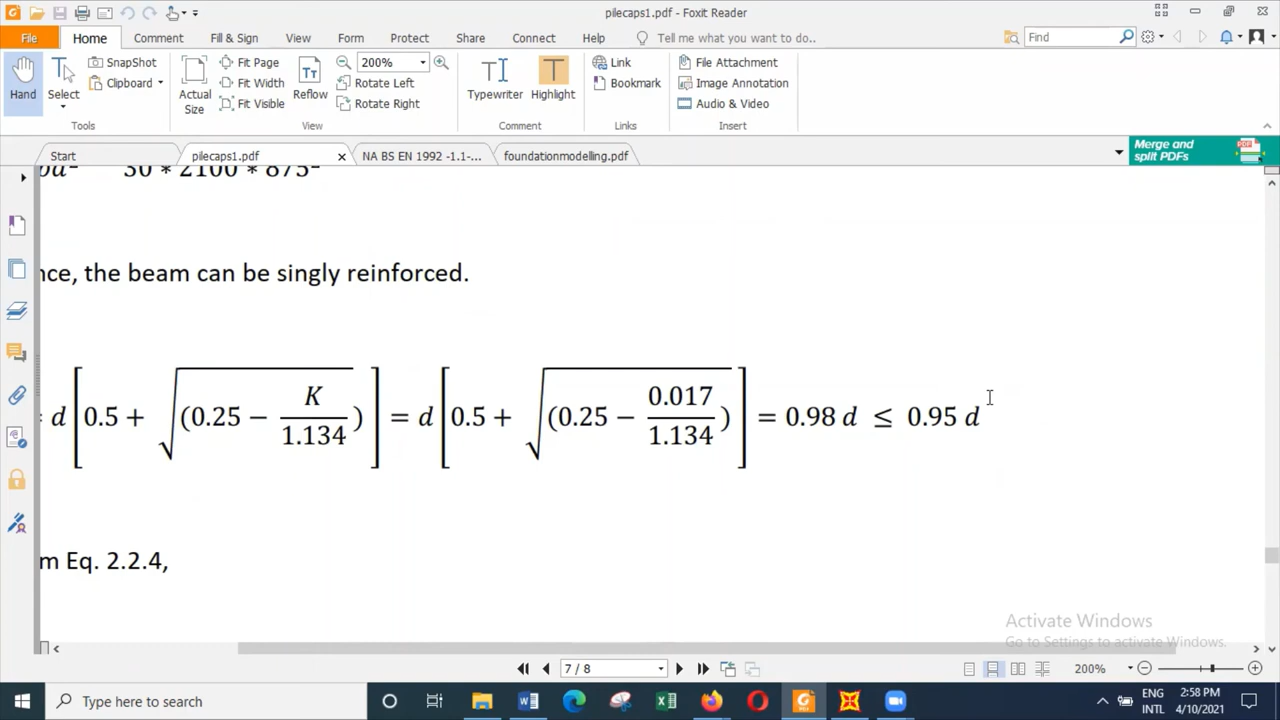 pilecaps1.pdf - Foxit Reader
File Home Comment Fill & Sign View Form Protect Share Connect Help Tell me what you want to do.. Find
Hand
Select
SnapShot
Clipboard
Actual Size
Fit Page
Fit Width
Fit Visible
Reflow
200%
Rotate Left
Rotate Right
Typewriter
Highlight
Link
Bookmark
File Attachment
Image Annotation
Audio & Video
Tools View Comment Links Insert
Start pilecaps1.pdf NA BS EN 1992 -1.1-... foundationmodelling.pdf
Merge and split PDFs
30 * 2100 * 875²
nce, the beam can be singly reinforced.
= d [0.5 + √(0.25 − K/1.134)] = d [0.5 + √(0.25 − 0.017/1.134)] = 0.98 d ≤ 0.95 d
m Eq. 2.2.4,
Activate Windows
Go to Settings to activate Windows.
7 / 8 200%
Type here to search
ENG
INTL
2:58 PM
4/10/2021